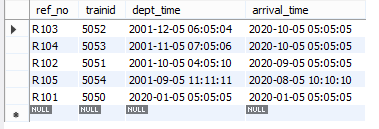 ref_no trainid dept_time arrival_time
R103 5052 2001-12-05 06:05:04 2020-10-05 05:05:05
R104 5053 2001-11-05 07:05:06 2020-10-05 05:05:05
R102 5051 2001-10-05 04:05:10 2020-09-05 05:05:05
R105 5054 2001-09-05 11:11:11 2020-08-05 10:10:10
R101 5050 2020-01-05 05:05:05 2020-01-05 05:05:05
NULL NULL NULL NULL